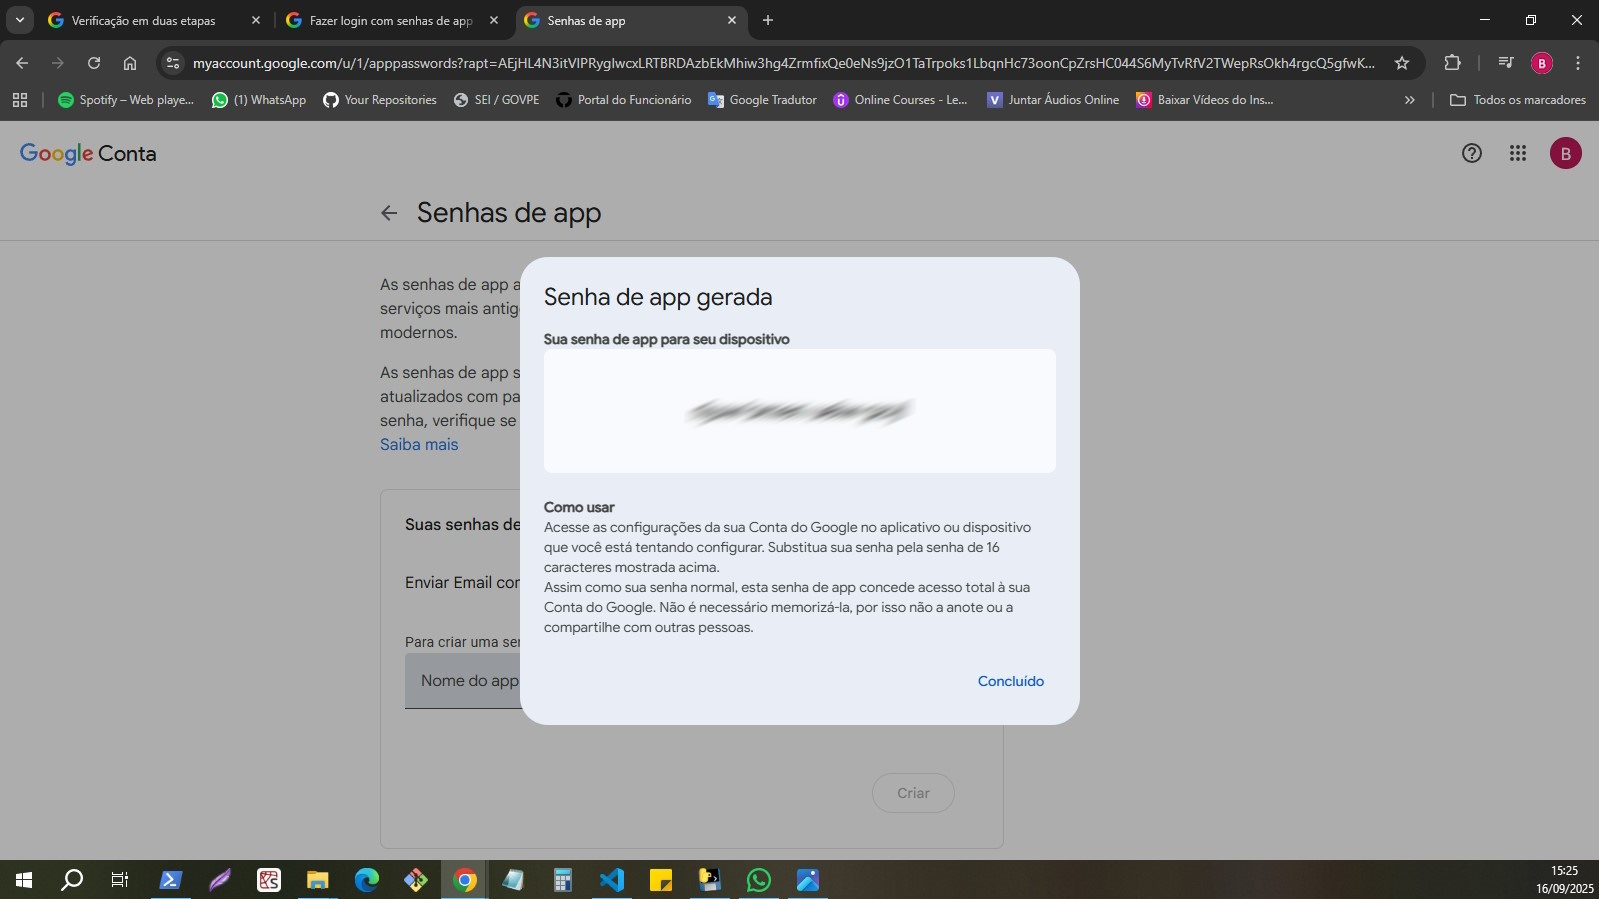 Verificação em duas etapas
Fazer login com senhas de app
Senhas de app
myaccount.google.com/u/1/apppasswords?rapt=AEjHL4N3itVIPRygIwcxLRTBRDAzbEkMhiw3hg4ZrmfixQe0eNs9jzO1TaTrpoks1LbqnHc73oonCpZrsHC044S6MyTvRfV2TWepRsOkh4rgcQ5gfwK...
B
Spotify – Web playe...
(1) WhatsApp
Your Repositories
SEI / GOVPE
Portal do Funcionário
Google Tradutor
Online Courses - Le...
V
Juntar Áudios Online
Baixar Vídeos do Ins...
Todos os marcadores
Google Conta
B
Senhas de app
As senhas de app a
serviços mais antig
modernos.
As senhas de app s
atualizados com pa
senha, verifique se
Saiba mais
Suas senhas de
Enviar Email cor
Para criar uma ser
Nome do app
Criar
Senha de app gerada
Sua senha de app para seu dispositivo
Como usar
Acesse as configurações da sua Conta do Google no aplicativo ou dispositivo
que você está tentando configurar. Substitua sua senha pela senha de 16
caracteres mostrada acima.
Assim como sua senha normal, esta senha de app concede acesso total à sua
Conta do Google. Não é necessário memorizá-la, por isso não a anote ou a
compartilhe com outras pessoas.
Concluído
15:25
16/09/2025